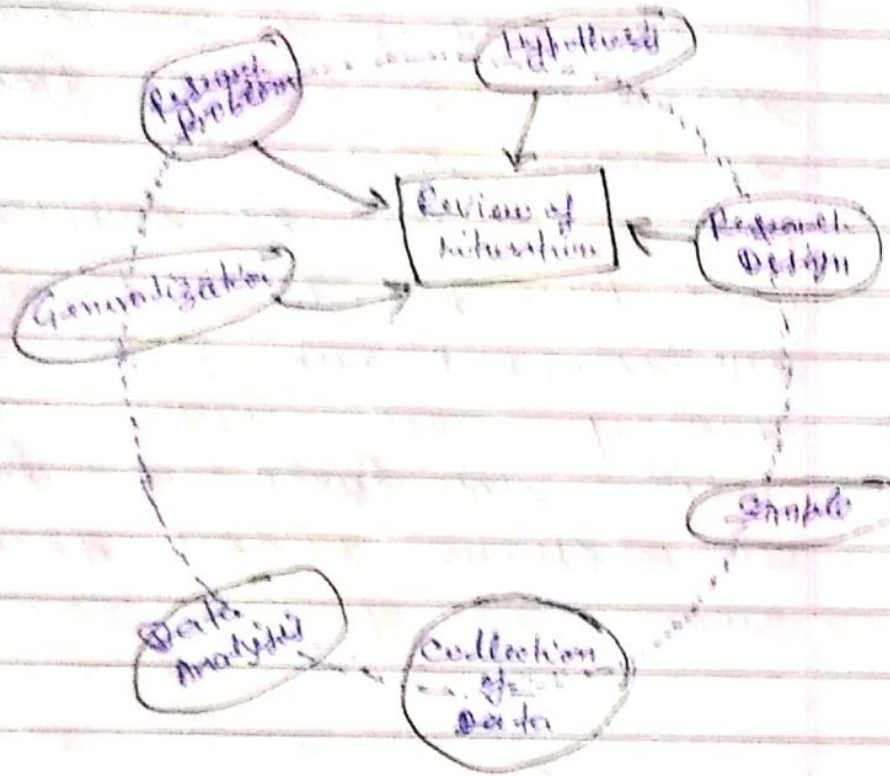 Hypothesis
Research
Problem
Review of
Literature
Research
Design
Generalization
Sample
Data
Analysis
Collection
of
Data